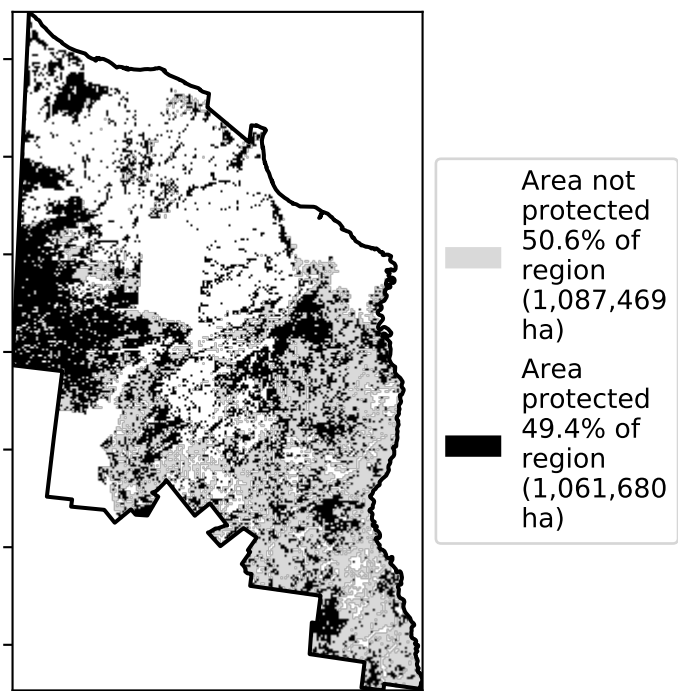 Area not
protected
50.6% of
region
(1,087,469
ha)
Area
protected
49.4% of
region
(1,061,680
ha)